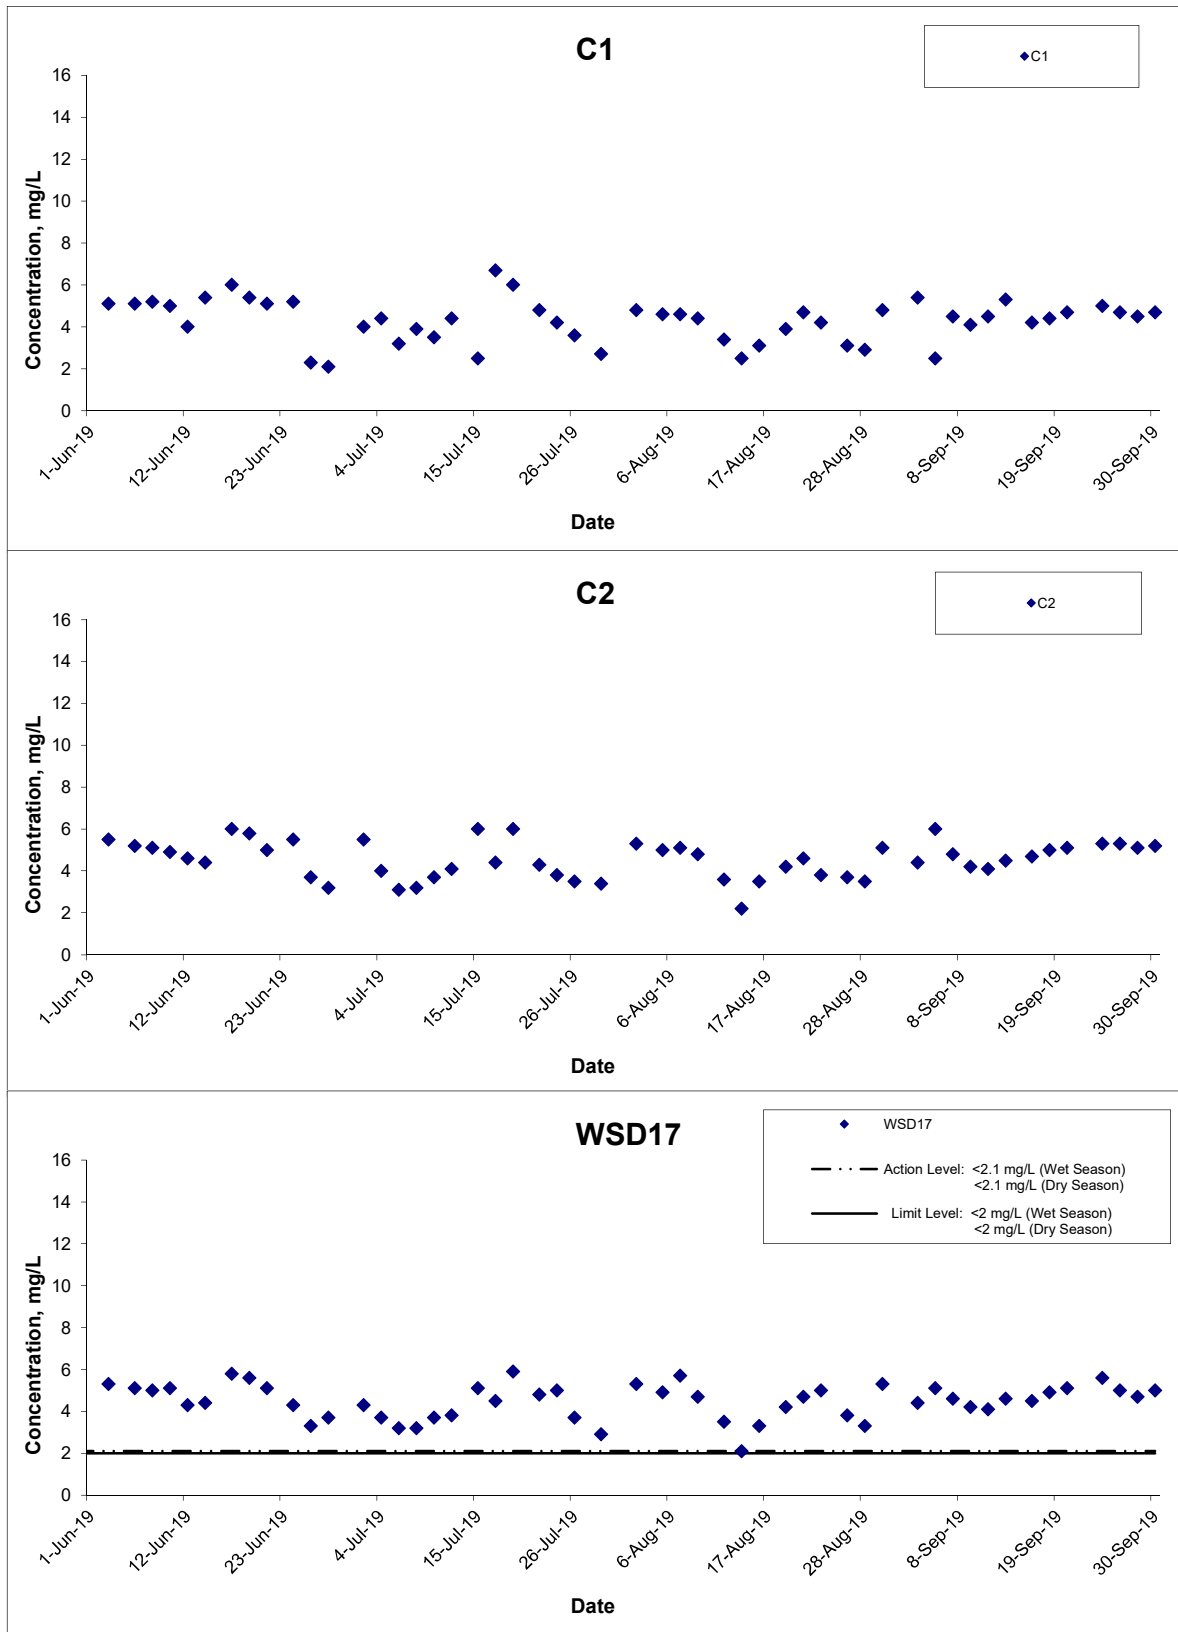 C1
C1
16
14
12
10
8
6
4
2
0
Concentration, mg/L
1-Jun-19
12-Jun-19
23-Jun-19
4-Jul-19
15-Jul-19
26-Jul-19
6-Aug-19
17-Aug-19
28-Aug-19
8-Sep-19
19-Sep-19
30-Sep-19
Date
C2
C2
16
14
12
10
8
6
4
2
0
Concentration, mg/L
1-Jun-19
12-Jun-19
23-Jun-19
4-Jul-19
15-Jul-19
26-Jul-19
6-Aug-19
17-Aug-19
28-Aug-19
8-Sep-19
19-Sep-19
30-Sep-19
Date
WSD17
WSD17
Action Level: <2.1 mg/L (Wet Season)
<2.1 mg/L (Dry Season)
Limit Level: <2 mg/L (Wet Season)
<2 mg/L (Dry Season)
16
14
12
10
8
6
4
2
0
Concentration, mg/L
1-Jun-19
12-Jun-19
23-Jun-19
4-Jul-19
15-Jul-19
26-Jul-19
6-Aug-19
17-Aug-19
28-Aug-19
8-Sep-19
19-Sep-19
30-Sep-19
Date